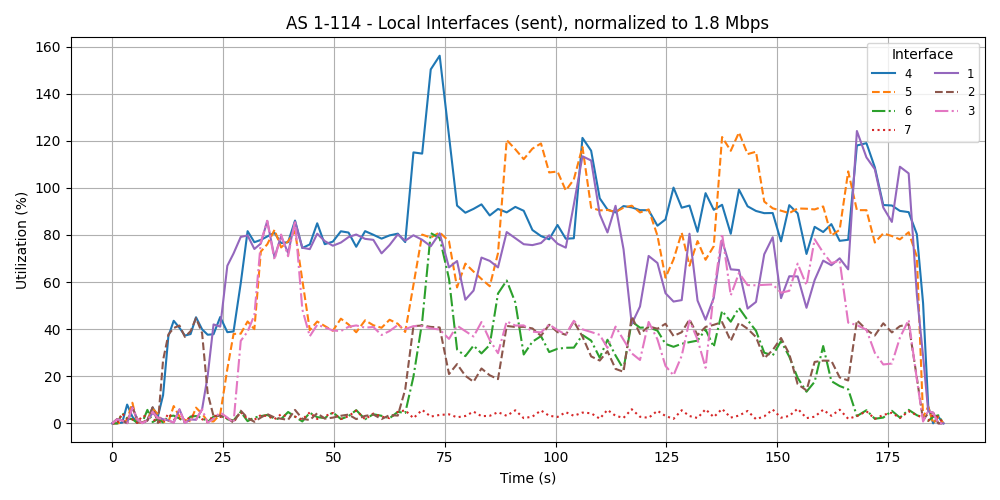 AS 1-114 - Local Interfaces (sent), normalized to 1.8 Mbps
Interface
4 1
5 2
6 3
7
Utilization (%)
160
140
120
100
80
60
40
20
0
0 25 50 75 100 125 150 175
Time (s)